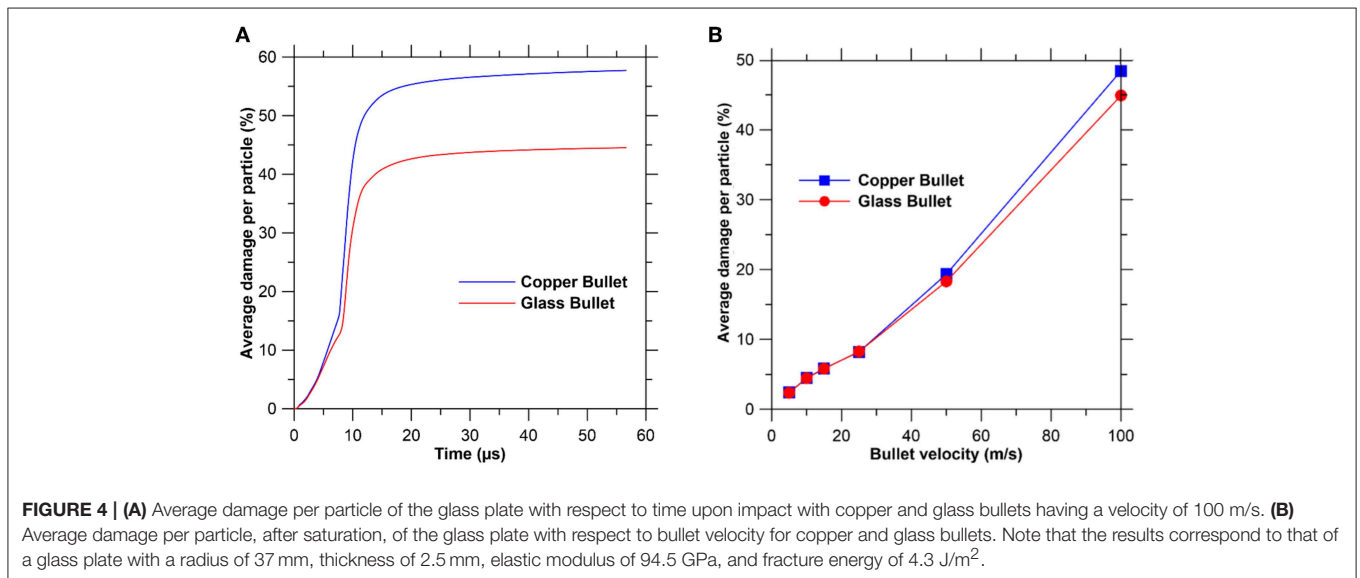 A
60
50
40
30
20
10
0
Average damage per particle (%)
Copper Bullet
Glass Bullet
0 10 20 30 40 50 60
Time (µs)
B
50
40
30
20
10
0
Average damage per particle (%)
Copper Bullet
Glass Bullet
0 20 40 60 80 100
Bullet velocity (m/s)
FIGURE 4 | (A) Average damage per particle of the glass plate with respect to time upon impact with copper and glass bullets having a velocity of 100 m/s. (B)
Average damage per particle, after saturation, of the glass plate with respect to bullet velocity for copper and glass bullets. Note that the results correspond to that of
a glass plate with a radius of 37 mm, thickness of 2.5 mm, elastic modulus of 94.5 GPa, and fracture energy of 4.3 J/m².